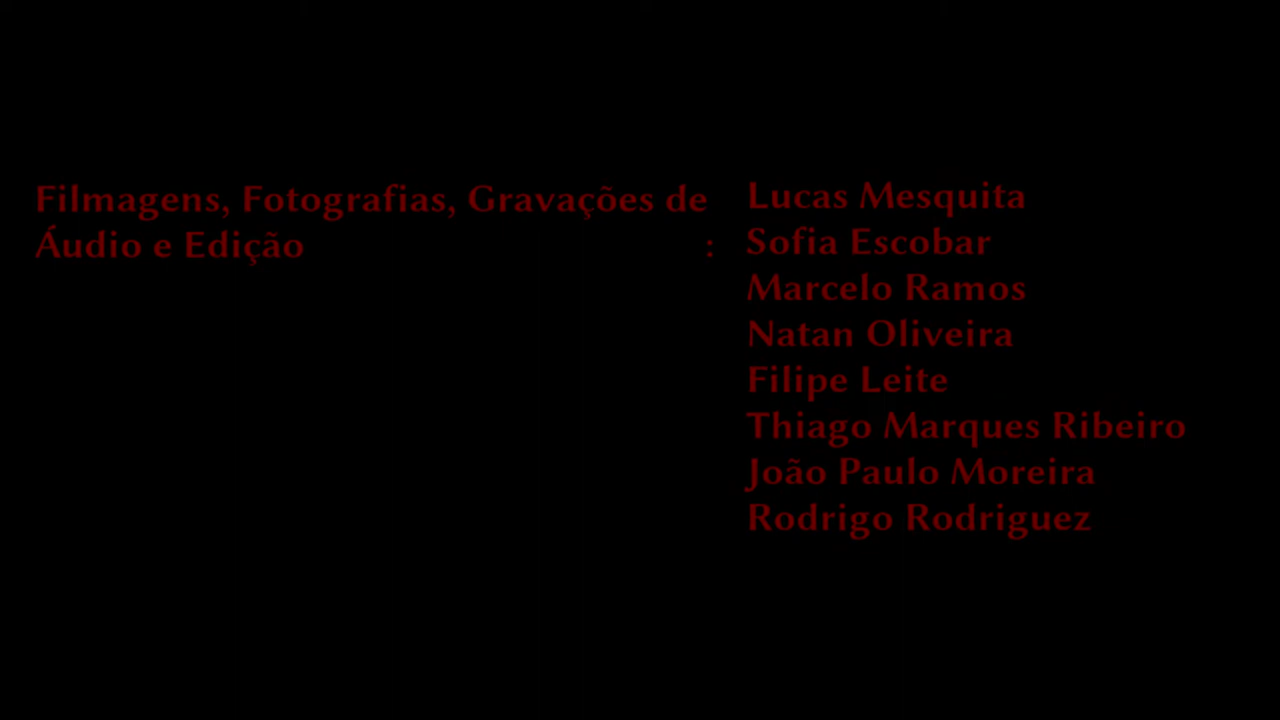 Filmagens, Fotografias, Gravações de
Áudio e Edição :
Lucas Mesquita
Sofia Escobar
Marcelo Ramos
Natan Oliveira
Filipe Leite
Thiago Marques Ribeiro
João Paulo Moreira
Rodrigo Rodriguez